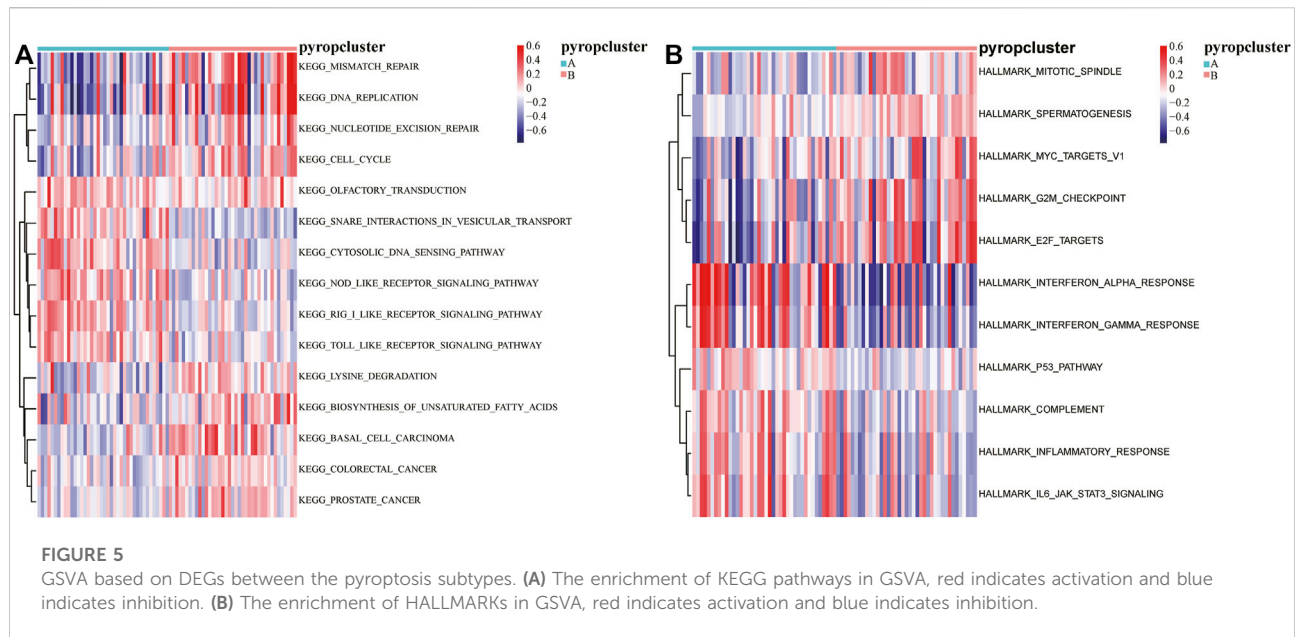 A
pyropcluster
KEGG_MISMATCH_REPAIR
KEGG_DNA_REPLICATION
KEGG_NUCLEOTIDE_EXCISION_REPAIR
KEGG_CELL_CYCLE
KEGG_OLFACTORY_TRANSDUCTION
KEGG_SNARE_INTERACTIONS_IN_VESICULAR_TRANSPORT
KEGG_CYTOSOLIC_DNA_SENSING_PATHWAY
KEGG_NOD_LIKE_RECEPTOR_SIGNALING_PATHWAY
KEGG_RIG_I_LIKE_RECEPTOR_SIGNALING_PATHWAY
KEGG_TOLL_LIKE_RECEPTOR_SIGNALING_PATHWAY
KEGG_LYSINE_DEGRADATION
KEGG_BIOSYNTHESIS_OF_UNSATURATED_FATTY_ACIDS
KEGG_BASAL_CELL_CARCINOMA
KEGG_COLORECTAL_CANCER
KEGG_PROSTATE_CANCER
0.6
0.4
0.2
0
−0.2
−0.4
−0.6
pyropcluster
A
B
B
pyropcluster
HALLMARK_MITOTIC_SPINDLE
HALLMARK_SPERMATOGENESIS
HALLMARK_MYC_TARGETS_V1
HALLMARK_G2M_CHECKPOINT
HALLMARK_E2F_TARGETS
HALLMARK_INTERFERON_ALPHA_RESPONSE
HALLMARK_INTERFERON_GAMMA_RESPONSE
HALLMARK_P53_PATHWAY
HALLMARK_COMPLEMENT
HALLMARK_INFLAMMATORY_RESPONSE
HALLMARK_IL6_JAK_STAT3_SIGNALING
0.6
0.4
0.2
0
−0.2
−0.4
−0.6
pyropcluster
A
B
FIGURE 5
GSVA based on DEGs between the pyroptosis subtypes. (A) The enrichment of KEGG pathways in GSVA, red indicates activation and blue
indicates inhibition. (B) The enrichment of HALLMARKs in GSVA, red indicates activation and blue indicates inhibition.